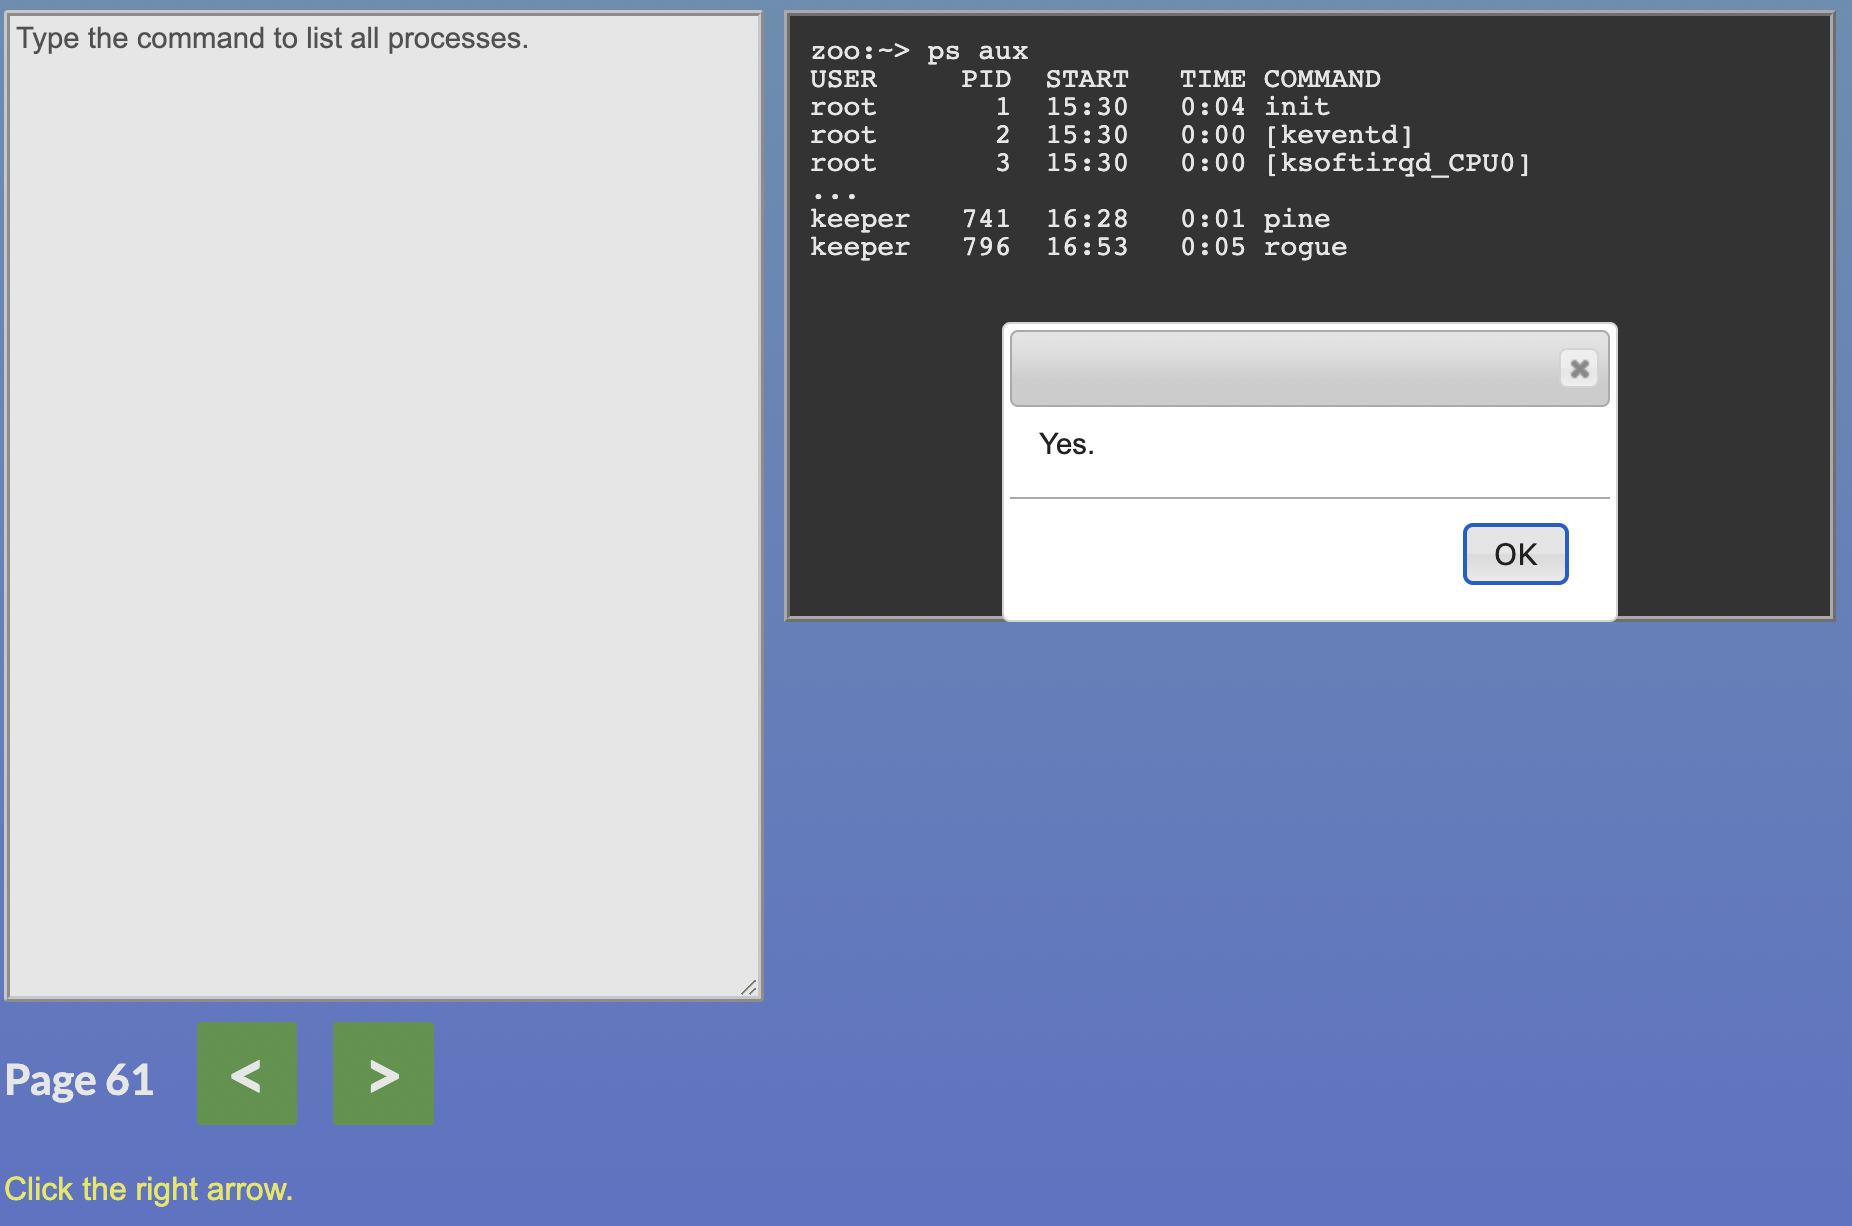 Type the command to list all processes.
zoo:~> ps aux
USER     PID  START   TIME COMMAND
root       1  15:30   0:04 init
root       2  15:30   0:00 [keventd]
root       3  15:30   0:00 [ksoftirqd_CPU0]
...
keeper   741  16:28   0:01 pine
keeper   796  16:53   0:05 rogue
Yes.
OK
Page 61 < >
Click the right arrow.